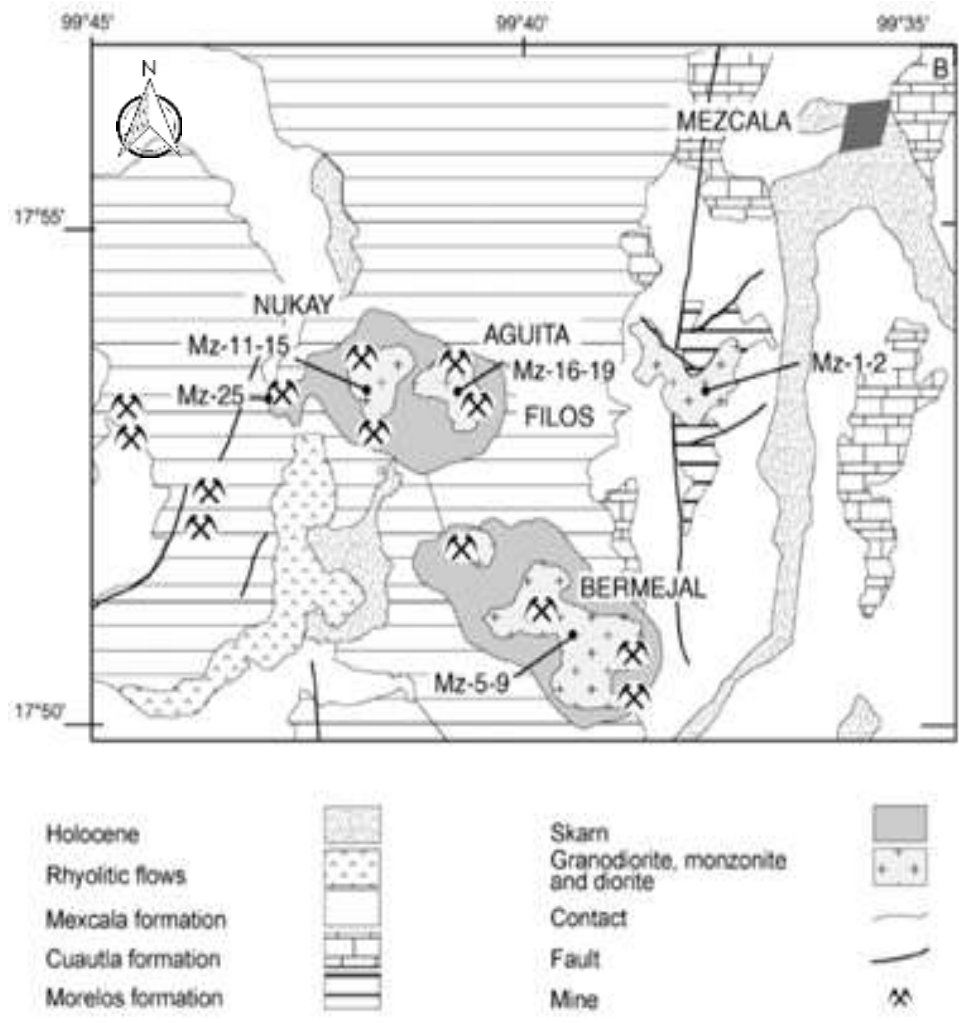 99°45'
99°40'
99°35'
B
N
MEZCALA
17°55'
NUKAY
AGUITA
Mz-11-15
Mz-16-19
Mz-1-2
Mz-25
FILOS
BERMEJAL
Mz-5-9
17°50'
Holocene
Rhyolitic flows
Mexcala formation
Cuautla formation
Morelos formation
Skarn
Granodiorite, monzonite
and diorite
Contact
Fault
Mine